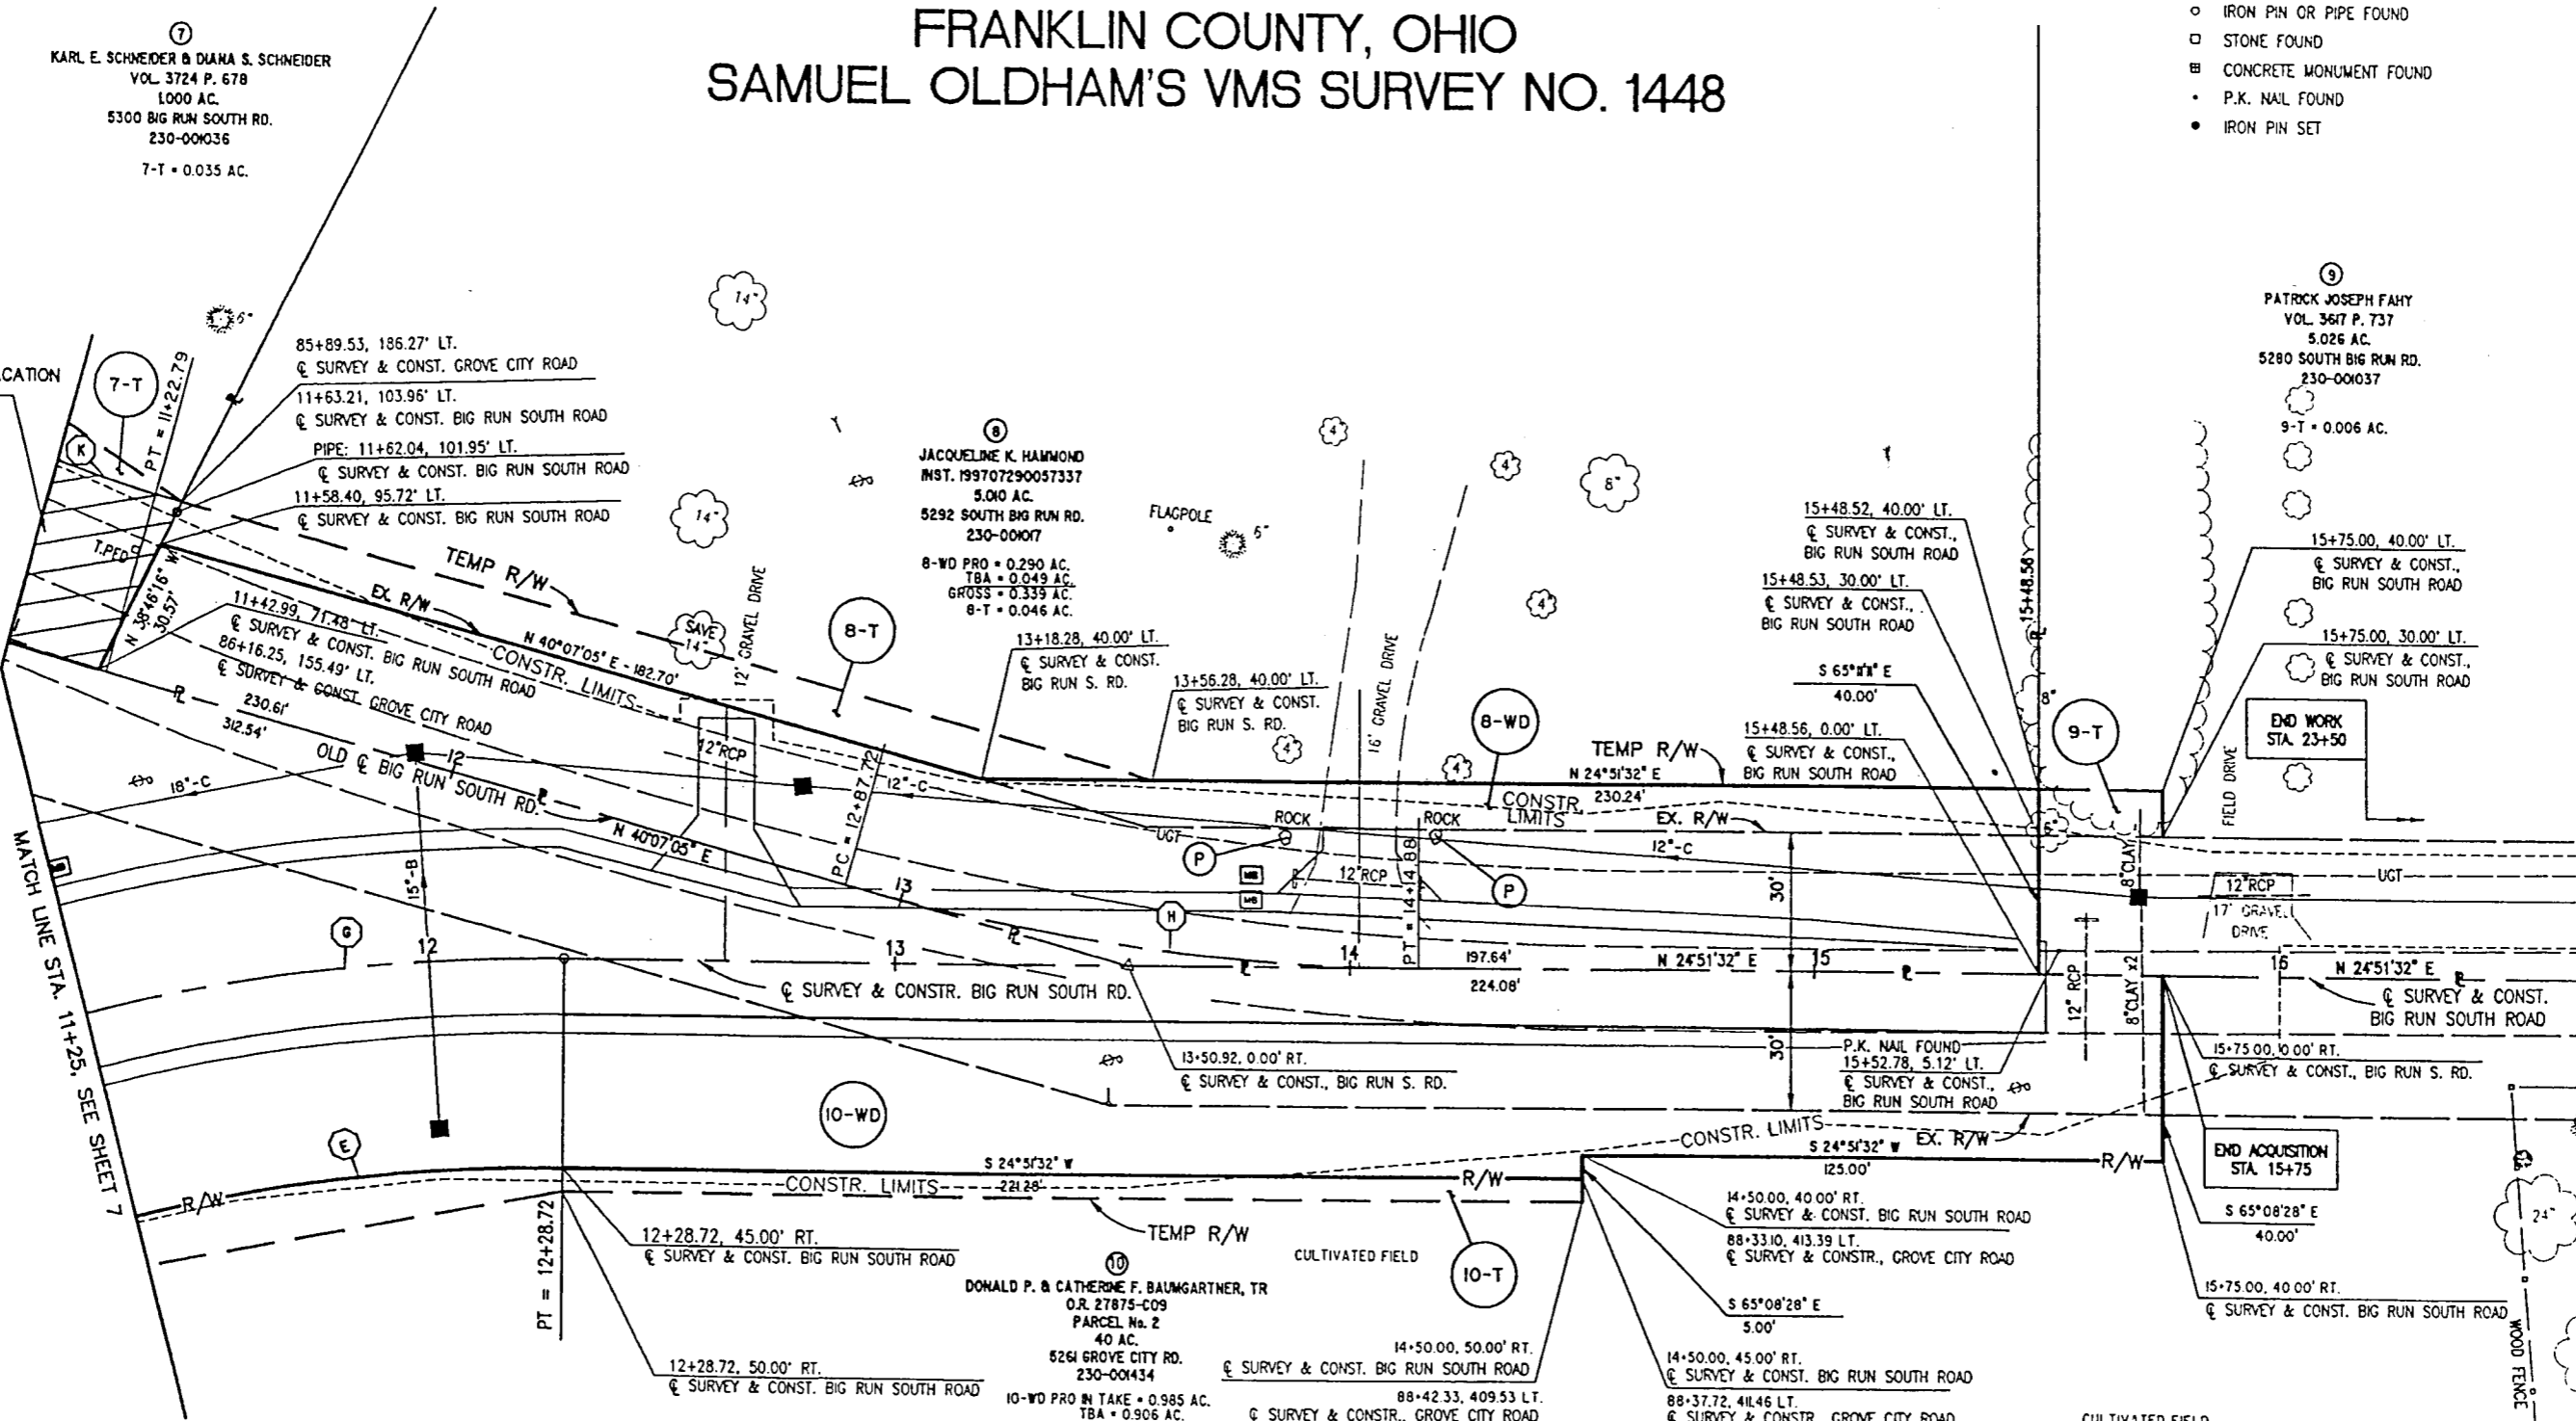 FRANKLIN COUNTY, OHIO
SAMUEL OLDHAM'S VMS SURVEY NO. 1448
○ IRON PIN OR PIPE FOUND
□ STONE FOUND
⊞ CONCRETE MONUMENT FOUND
• P.K. NAIL FOUND
● IRON PIN SET
7
KARL E. SCHNEIDER & DIANA S. SCHNEIDER
VOL. 3724 P. 678
1.000 AC.
5300 BIG RUN SOUTH RD.
230-001036
7-T = 0.035 AC.
CATION
7-T
PT = 11+22.79
K
T.PED
6"
14"
14"
SAVE
14"
85+89.53, 186.27' LT.
℄ SURVEY & CONST. GROVE CITY ROAD
11+63.21, 103.96' LT.
℄ SURVEY & CONST. BIG RUN SOUTH ROAD
PIPE: 11+62.04, 101.95' LT.
℄ SURVEY & CONST. BIG RUN SOUTH ROAD
11+58.40, 95.72' LT.
℄ SURVEY & CONST. BIG RUN SOUTH ROAD
TEMP R/W
EX. R/W
N 38°46'16" W
30.57'
11+42.99, 71.48' LT.
℄ SURVEY & CONST. BIG RUN SOUTH ROAD
86+16.25, 155.49' LT.
℄ SURVEY & CONST. GROVE CITY ROAD
N 40°07'05" E - 182.70'
CONSTR. LIMITS
12' GRAVEL DRIVE
8-T
230.61'
312.54'
OLD ℄ BIG RUN SOUTH RD.
12
18"-C
15"-B
N 40°07'05" E
12"RCP
PC = 12+87.72
12"-C
13
8
JACQUELINE K. HAMMOND
INST. 199707290057337
5.010 AC.
5292 SOUTH BIG RUN RD.
230-001017
8-WD PRO = 0.290 AC.
TBA = 0.049 AC.
GROSS = 0.339 AC.
8-T = 0.046 AC.
FLAGPOLE
6"
4"
4"
4"
4"
4"
8"
13+18.28, 40.00' LT.
℄ SURVEY & CONST.
BIG RUN S. RD.
13+56.28, 40.00' LT.
℄ SURVEY & CONST.
BIG RUN S. RD.
16' GRAVEL DRIVE
8-WD
TEMP R/W
N 24°51'32" E
230.24'
CONSTR.
LIMITS
EX. R/W
ROCK
ROCK
UGT
P
P
MB
MB
12"RCP
12"-C
PT = 14+14.88
H
30'
30'
15+48.52, 40.00' LT.
℄ SURVEY & CONST.,
BIG RUN SOUTH ROAD
15+48.53, 30.00' LT.
℄ SURVEY & CONST.,
BIG RUN SOUTH ROAD
40.00'
15+48.56, 0.00' LT.
℄ SURVEY & CONST.,
BIG RUN SOUTH ROAD
15+48.56
8"
6"
9-T
9
PATRICK JOSEPH FAHY
VOL. 3617 P. 737
5.026 AC.
5280 SOUTH BIG RUN RD.
230-001037
9-T = 0.006 AC.
15+75.00, 40.00' LT.
℄ SURVEY & CONST.,
BIG RUN SOUTH ROAD
15+75.00, 30.00' LT.
℄ SURVEY & CONST.,
BIG RUN SOUTH ROAD
END WORK
STA. 23+50
FIELD DRIVE
8"CLAY
UGT
12"RCP
17' GRAVEL
DRIVE
MATCH LINE STA. 11+25, SEE SHEET 7
G
12
13
14
15
16
℄ SURVEY & CONSTR. BIG RUN SOUTH RD.
197.64'
224.08'
N 24°51'32" E
12" RCP
8"CLAY x2
N 24°51'32" E
℄ SURVEY & CONST.
BIG RUN SOUTH ROAD
13+50.92, 0.00' RT.
℄ SURVEY & CONST., BIG RUN S. RD.
P.K. NAIL FOUND
15+52.78, 5.12' LT.
℄ SURVEY & CONST.,
BIG RUN SOUTH ROAD
15+75.00, 0.00' RT.
℄ SURVEY & CONST., BIG RUN S. RD.
10-WD
E
R/W
S 24°51'32" W
221.28'
CONSTR. LIMITS
R/W
CONSTR. LIMITS
EX. R/W
S 24°51'32" W
125.00'
R/W
END ACQUISITION
STA. 15+75
S 65°08'28" E
40.00'
24"
PT = 12+28.72
12+28.72, 45.00' RT.
℄ SURVEY & CONST. BIG RUN SOUTH ROAD
TEMP R/W
CULTIVATED FIELD
10-T
14+50.00, 40.00' RT.
℄ SURVEY & CONST. BIG RUN SOUTH ROAD
88+33.10, 413.39 LT.
℄ SURVEY & CONSTR., GROVE CITY ROAD
S 65°08'28" E
5.00'
15+75.00, 40.00' RT.
℄ SURVEY & CONST. BIG RUN SOUTH ROAD
WOOD FENCE
10
DONALD P. & CATHERINE F. BAUMGARTNER, TR
O.R. 27875-C09
PARCEL No. 2
40 AC.
5261 GROVE CITY RD.
230-001434
10-WD PRO IN TAKE = 0.985 AC.
TBA = 0.906 AC.
12+28.72, 50.00' RT.
℄ SURVEY & CONST. BIG RUN SOUTH ROAD
14+50.00, 50.00' RT.
℄ SURVEY & CONST. BIG RUN SOUTH ROAD
88+42.33, 409.53 LT.
℄ SURVEY & CONSTR., GROVE CITY ROAD
14+50.00, 45.00' RT.
℄ SURVEY & CONST. BIG RUN SOUTH ROAD
88+37.72, 411.46 LT.
℄ SURVEY & CONSTR., GROVE CITY ROAD
CULTIVATED FIELD